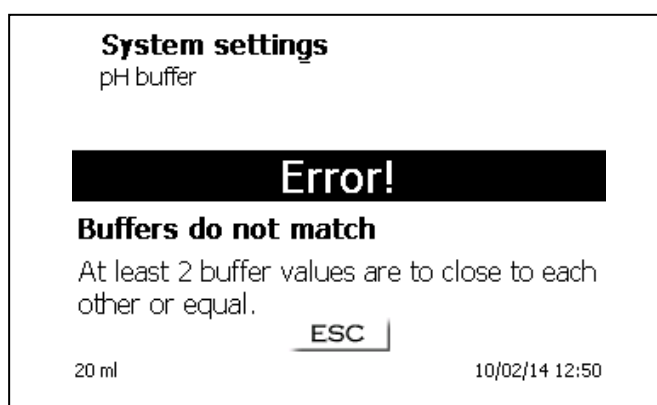 System settings
pH buffer
Error!
Buffers do not match
At least 2 buffer values are to close to each
other or equal.
ESC
20 ml
10/02/14 12:50